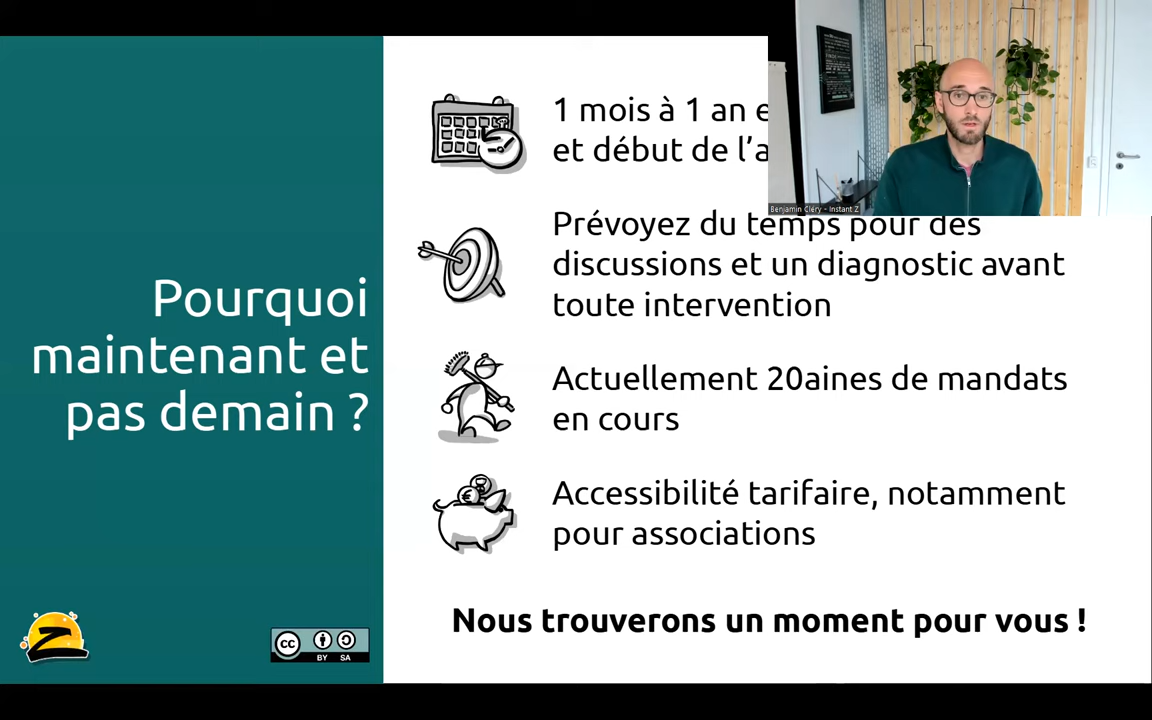 Pourquoi
maintenant et
pas demain ?
1 mois à 1 an
et début de
Prévoyez du temps pour des
discussions et un diagnostic avant
toute intervention
Actuellement 20aines de mandats
en cours
Accessibilité tarifaire, notamment
pour associations
Nous trouverons un moment pour vous !
Benjamin Cléry - Instant Z
Z
cc
BY SA